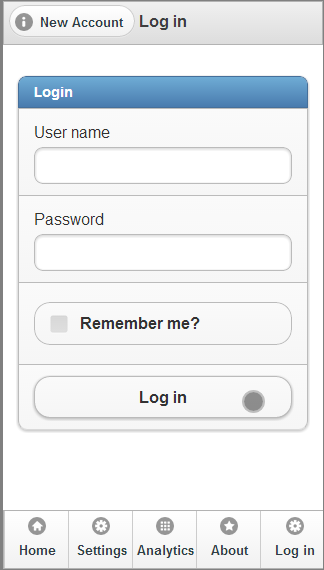 New Account Log in
Login
User name
Password
Remember me?
Log in
Home Settings Analytics About Log in